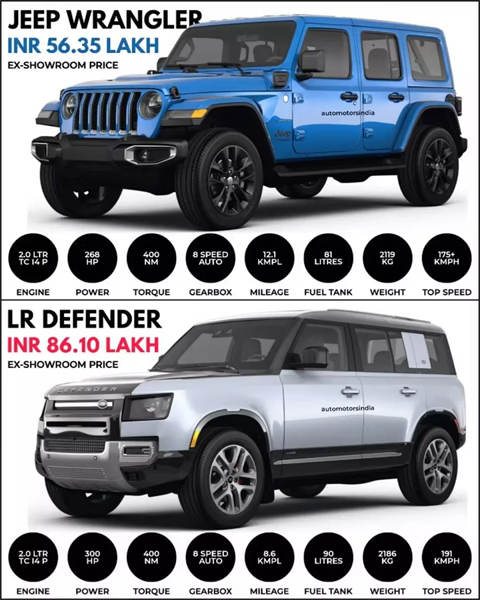 JEEP WRANGLER
INR 56.35 LAKH
EX-SHOWROOM PRICE
automotorsindia
Jeep
2.0 LTR
TC I4 P
268
HP
400
NM
8 SPEED
AUTO
12.1
KMPL
81
LITRES
2119
KG
175+
KMPH
ENGINE POWER TORQUE GEARBOX MILEAGE FUEL TANK WEIGHT TOP SPEED
LR DEFENDER
INR 86.10 LAKH
EX-SHOWROOM PRICE
DEFENDER
automotorsindia
2.0 LTR
TC I4 P
300
HP
400
NM
8 SPEED
AUTO
8.6
KMPL
90
LITRES
2186
KG
191
KMPH
ENGINE POWER TORQUE GEARBOX MILEAGE FUEL TANK WEIGHT TOP SPEED